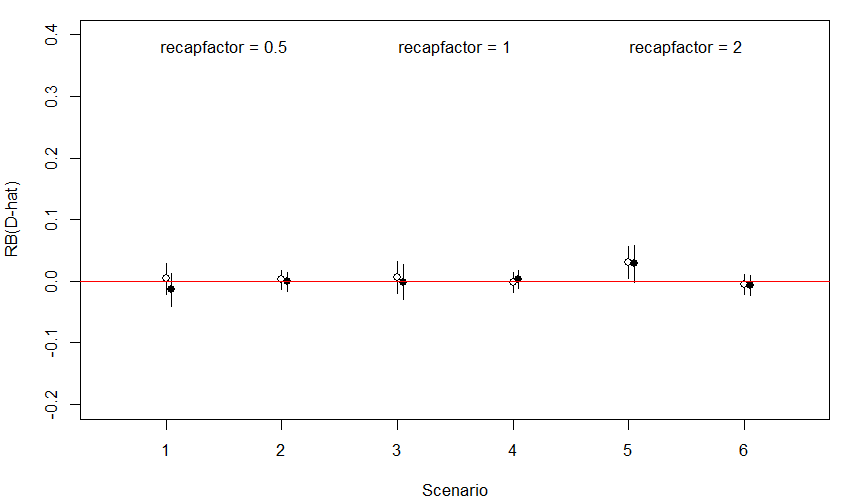 recapfactor = 0.5 recapfactor = 1 recapfactor = 2
RB(D-hat)
0.4
0.3
0.2
0.1
0.0
-0.1
-0.2
1 2 3 4 5 6
Scenario